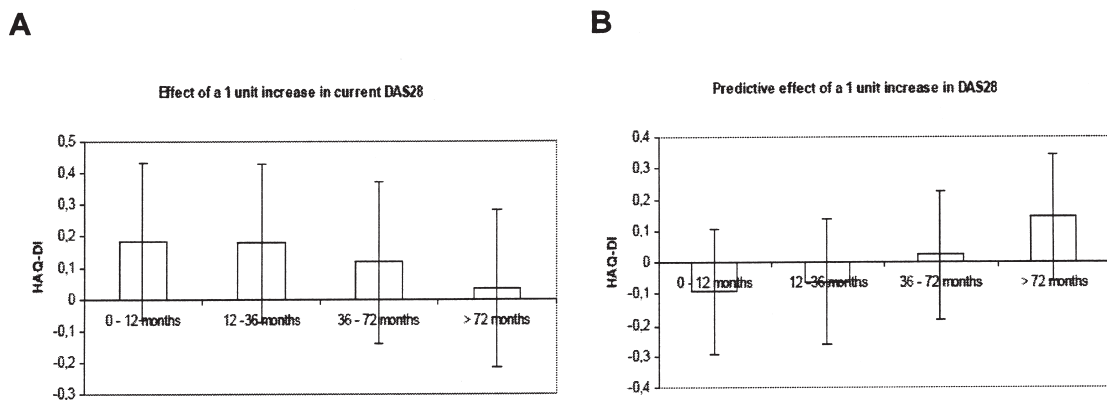 A
Effect of a 1 unit increase in current DAS28
HAQ-DI
0,5
0,4
0,3
0,2
0,1
0
-0,1
-0,2
-0,3
0 - 12 months
12 -36 months
36 - 72 months
> 72 months
B
Predictive effect of a 1 unit increase in DAS28
HAQ-DI
0,4
0,3
0,2
0,1
0
-0,1
-0,2
-0,3
-0,4
0 - 12 months
12 -36 months
36 - 72 months
> 72 months